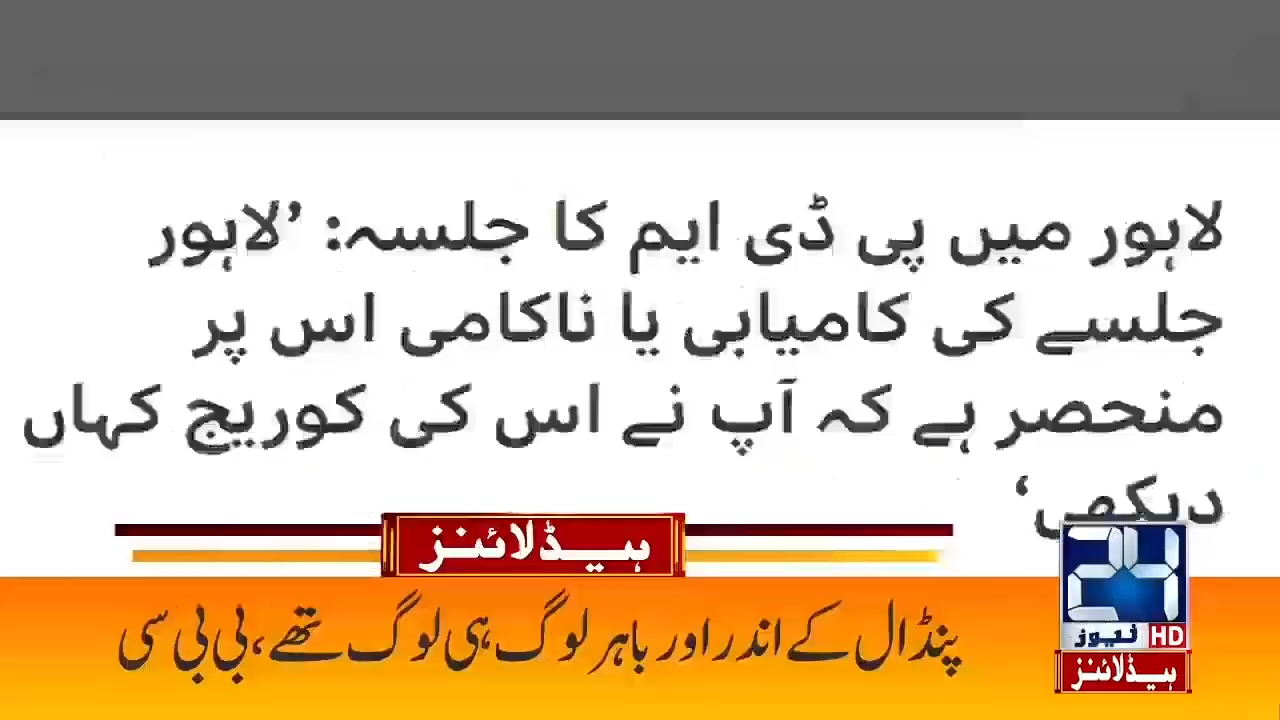 لاہور میں پی ڈی ایم کا جلسہ: ’لاہور
جلسے کی کامیابی یا ناکامی اس پر
منحصر ہے کہ آپ نے اس کی کوریج کہاں
دیکھی‘
ہیڈلائنز
پنڈال کے اندر اور باہر لوگ ہی لوگ تھے، بی بی سی
24
نیوز HD
ہیڈلائنز